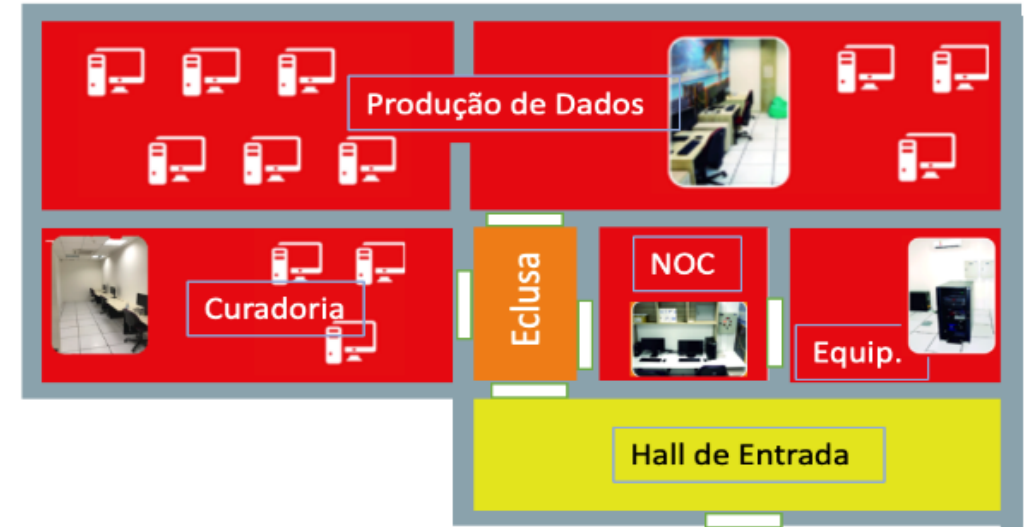 Produção de Dados
Curadoria
Eclusa
NOC
Equip.
Hall de Entrada